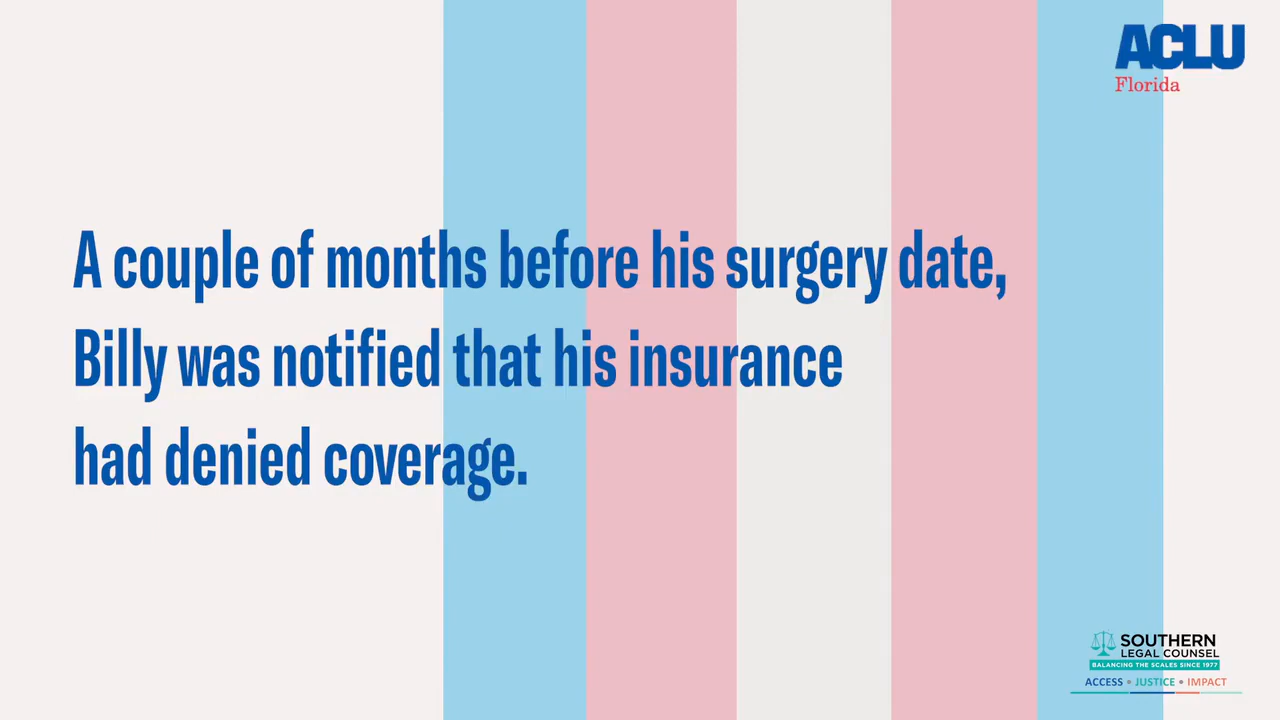 ACLU
Florida
A couple of months before his surgery date,
Billy was notified that his insurance
had denied coverage.
SOUTHERN
LEGAL COUNSEL
BALANCING THE SCALES SINCE 1977
ACCESS • JUSTICE • IMPACT